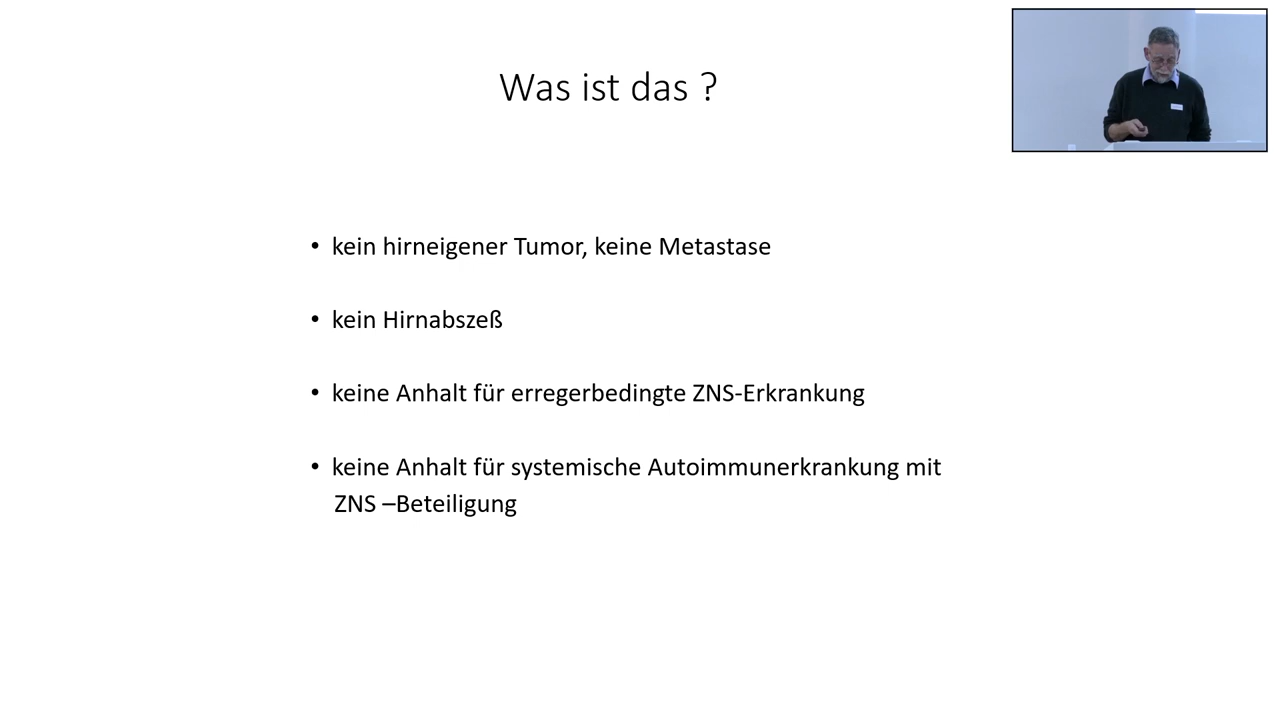 Was ist das ?
• kein hirneigener Tumor, keine Metastase
• kein Hirnabszeß
• keine Anhalt für erregerbedingte ZNS-Erkrankung
• keine Anhalt für systemische Autoimmunerkrankung mit
ZNS –Beteiligung